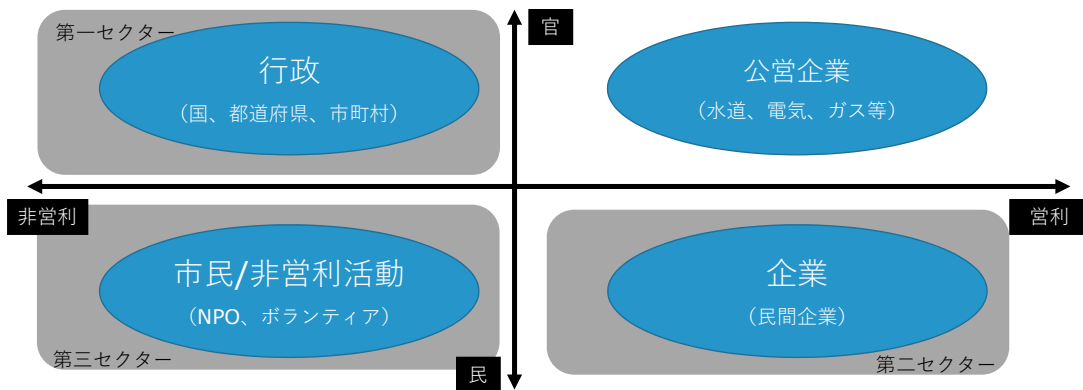 第一セクター
官
行政
（国、都道府県、市町村）
公営企業
（水道、電気、ガス等）
非営利
営利
市民/非営利活動
（NPO、ボランティア）
企業
（民間企業）
第三セクター
民
第二セクター